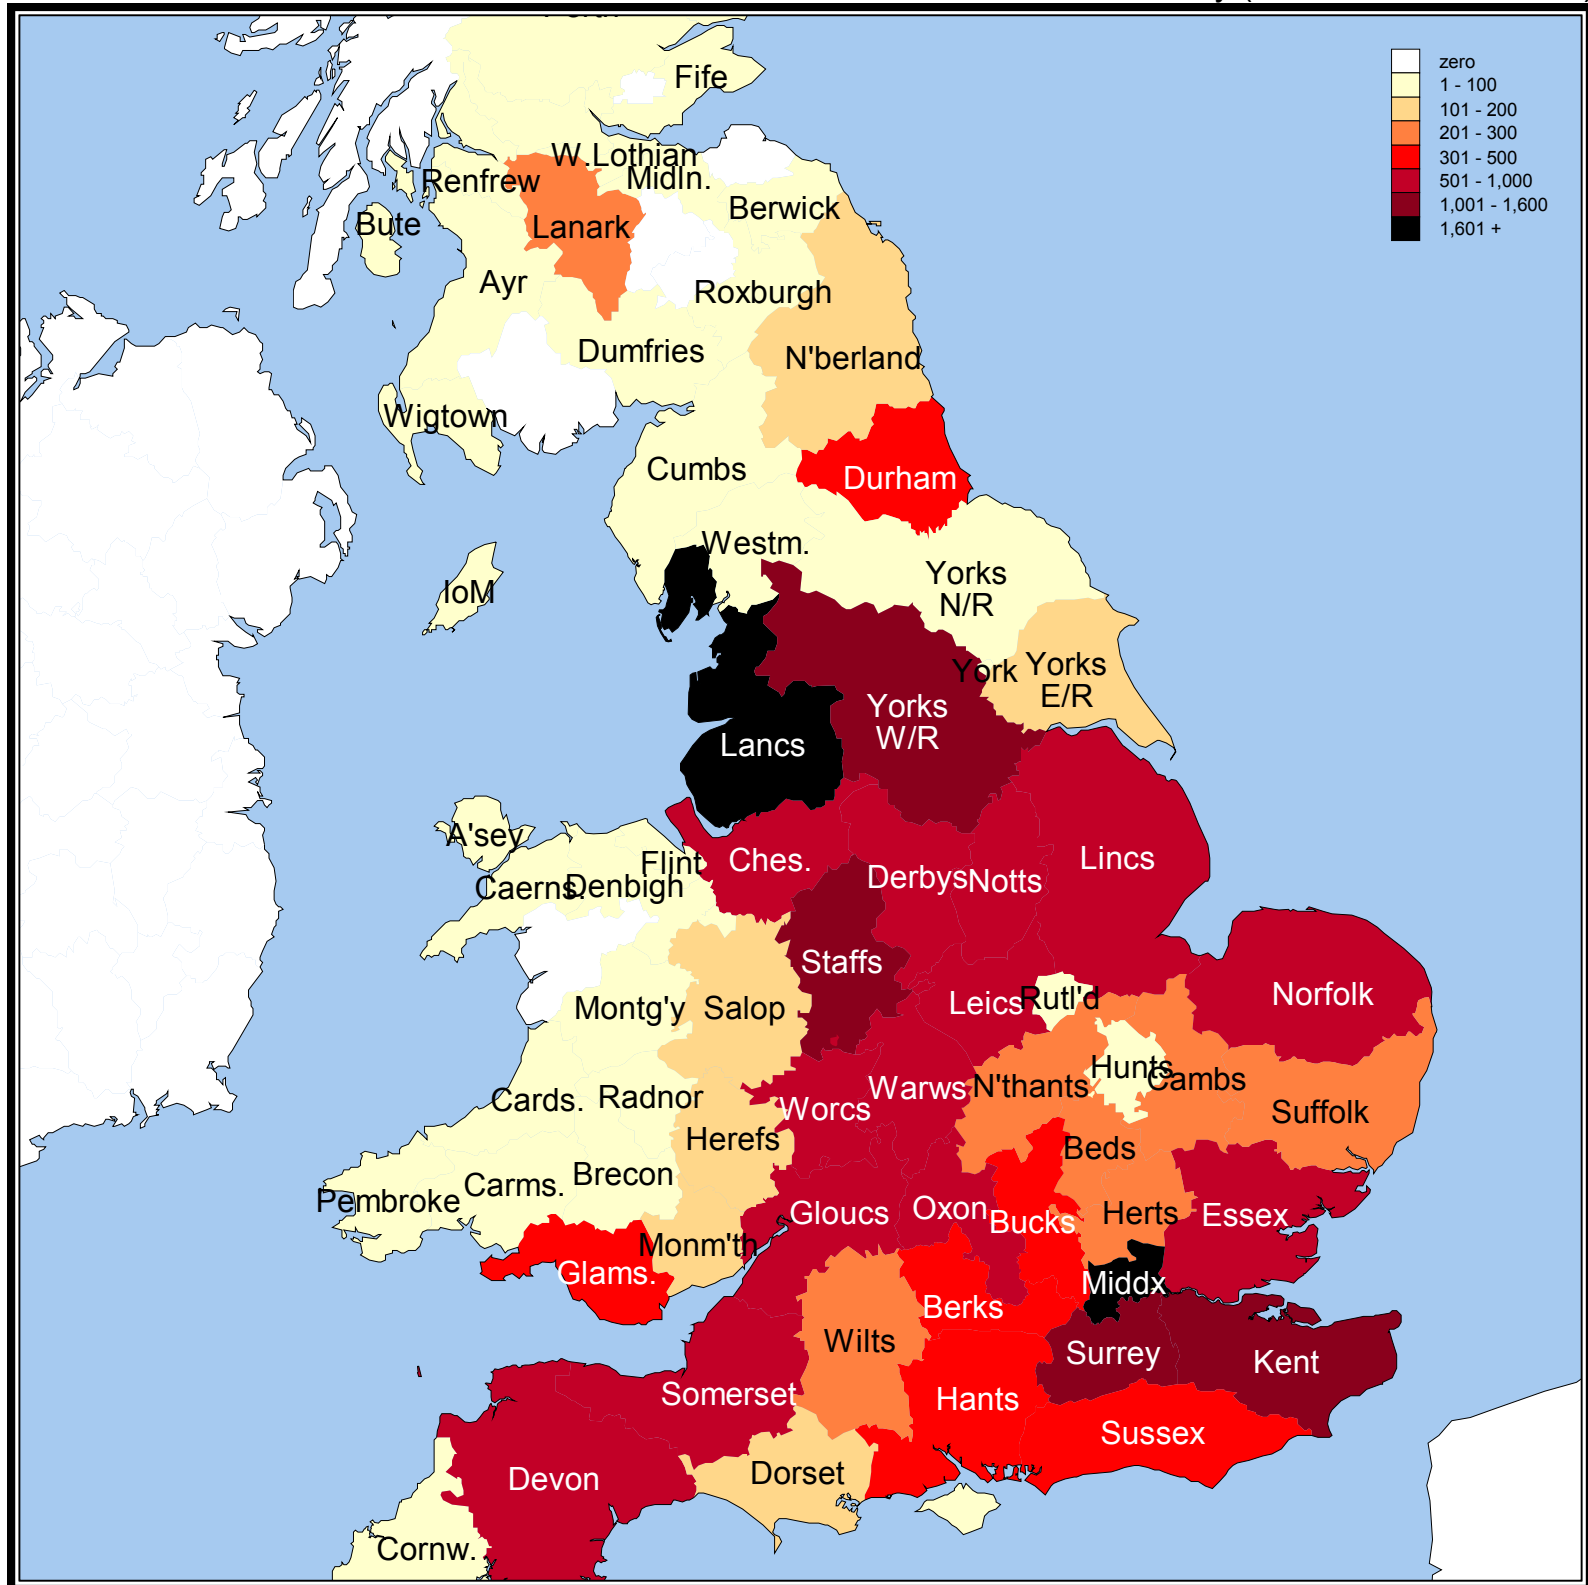 Fife
zero
1 - 100
101 - 200
201 - 300
301 - 500
501 - 1,000
1,001 - 1,600
1,601 +
W.Lothian
Renfrew
Midln.
Bute
Lanark
Berwick
Ayr
Roxburgh
Dumfries
N'berland
Wigtown
Cumbs
Durham
Westm.
IoM
Yorks
N/R
York
Yorks
E/R
Yorks
W/R
Lancs
A'sey
Flint
Ches.
Caerns.
Denbigh
Derbys
Notts
Lincs
Staffs
Montg'y
Salop
Leics
Rutl'd
Norfolk
Cards.
Radnor
Worcs
Warws
N'thants
Hunts
Cambs
Suffolk
Herefs
Beds
Pembroke
Carms.
Brecon
Gloucs
Oxon
Bucks
Herts
Essex
Monm'th
Glams.
Middx
Berks
Wilts
Surrey
Kent
Somerset
Hants
Sussex
Devon
Dorset
Cornw.